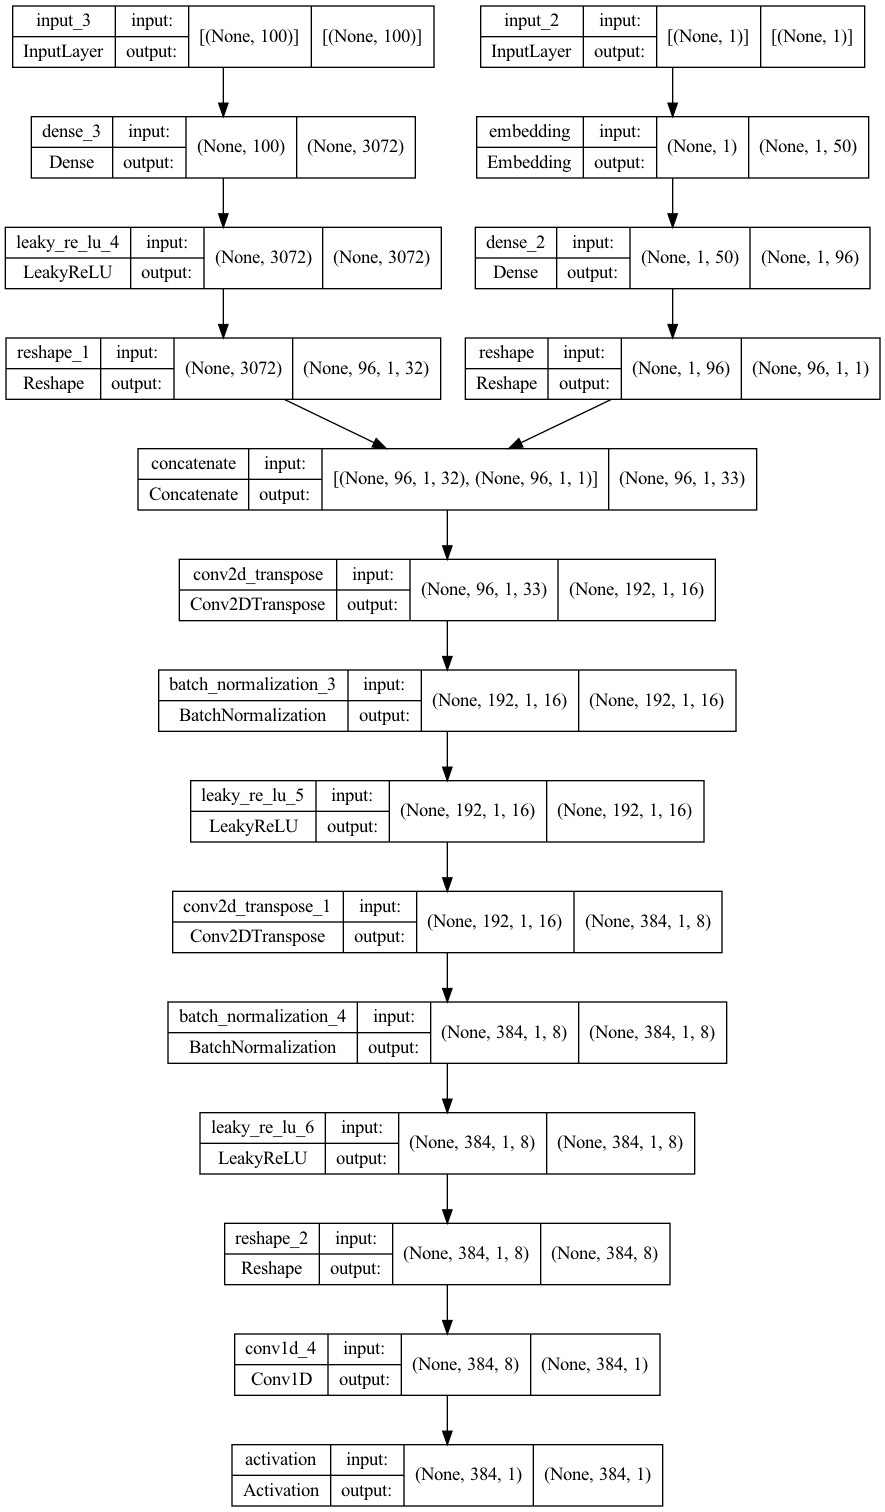 input_3 input: [(None, 100)] [(None, 100)]
InputLayer output:
input_2 input: [(None, 1)] [(None, 1)]
InputLayer output:
dense_3 input: (None, 100) (None, 3072)
Dense output:
embedding input: (None, 1) (None, 1, 50)
Embedding output:
leaky_re_lu_4 input: (None, 3072) (None, 3072)
LeakyReLU output:
dense_2 input: (None, 1, 50) (None, 1, 96)
Dense output:
reshape_1 input: (None, 3072) (None, 96, 1, 32)
Reshape output:
reshape input: (None, 1, 96) (None, 96, 1, 1)
Reshape output:
concatenate input: [(None, 96, 1, 32), (None, 96, 1, 1)] (None, 96, 1, 33)
Concatenate output:
conv2d_transpose input: (None, 96, 1, 33) (None, 192, 1, 16)
Conv2DTranspose output:
batch_normalization_3 input: (None, 192, 1, 16) (None, 192, 1, 16)
BatchNormalization output:
leaky_re_lu_5 input: (None, 192, 1, 16) (None, 192, 1, 16)
LeakyReLU output:
conv2d_transpose_1 input: (None, 192, 1, 16) (None, 384, 1, 8)
Conv2DTranspose output:
batch_normalization_4 input: (None, 384, 1, 8) (None, 384, 1, 8)
BatchNormalization output:
leaky_re_lu_6 input: (None, 384, 1, 8) (None, 384, 1, 8)
LeakyReLU output:
reshape_2 input: (None, 384, 1, 8) (None, 384, 8)
Reshape output:
conv1d_4 input: (None, 384, 8) (None, 384, 1)
Conv1D output:
activation input: (None, 384, 1) (None, 384, 1)
Activation output: